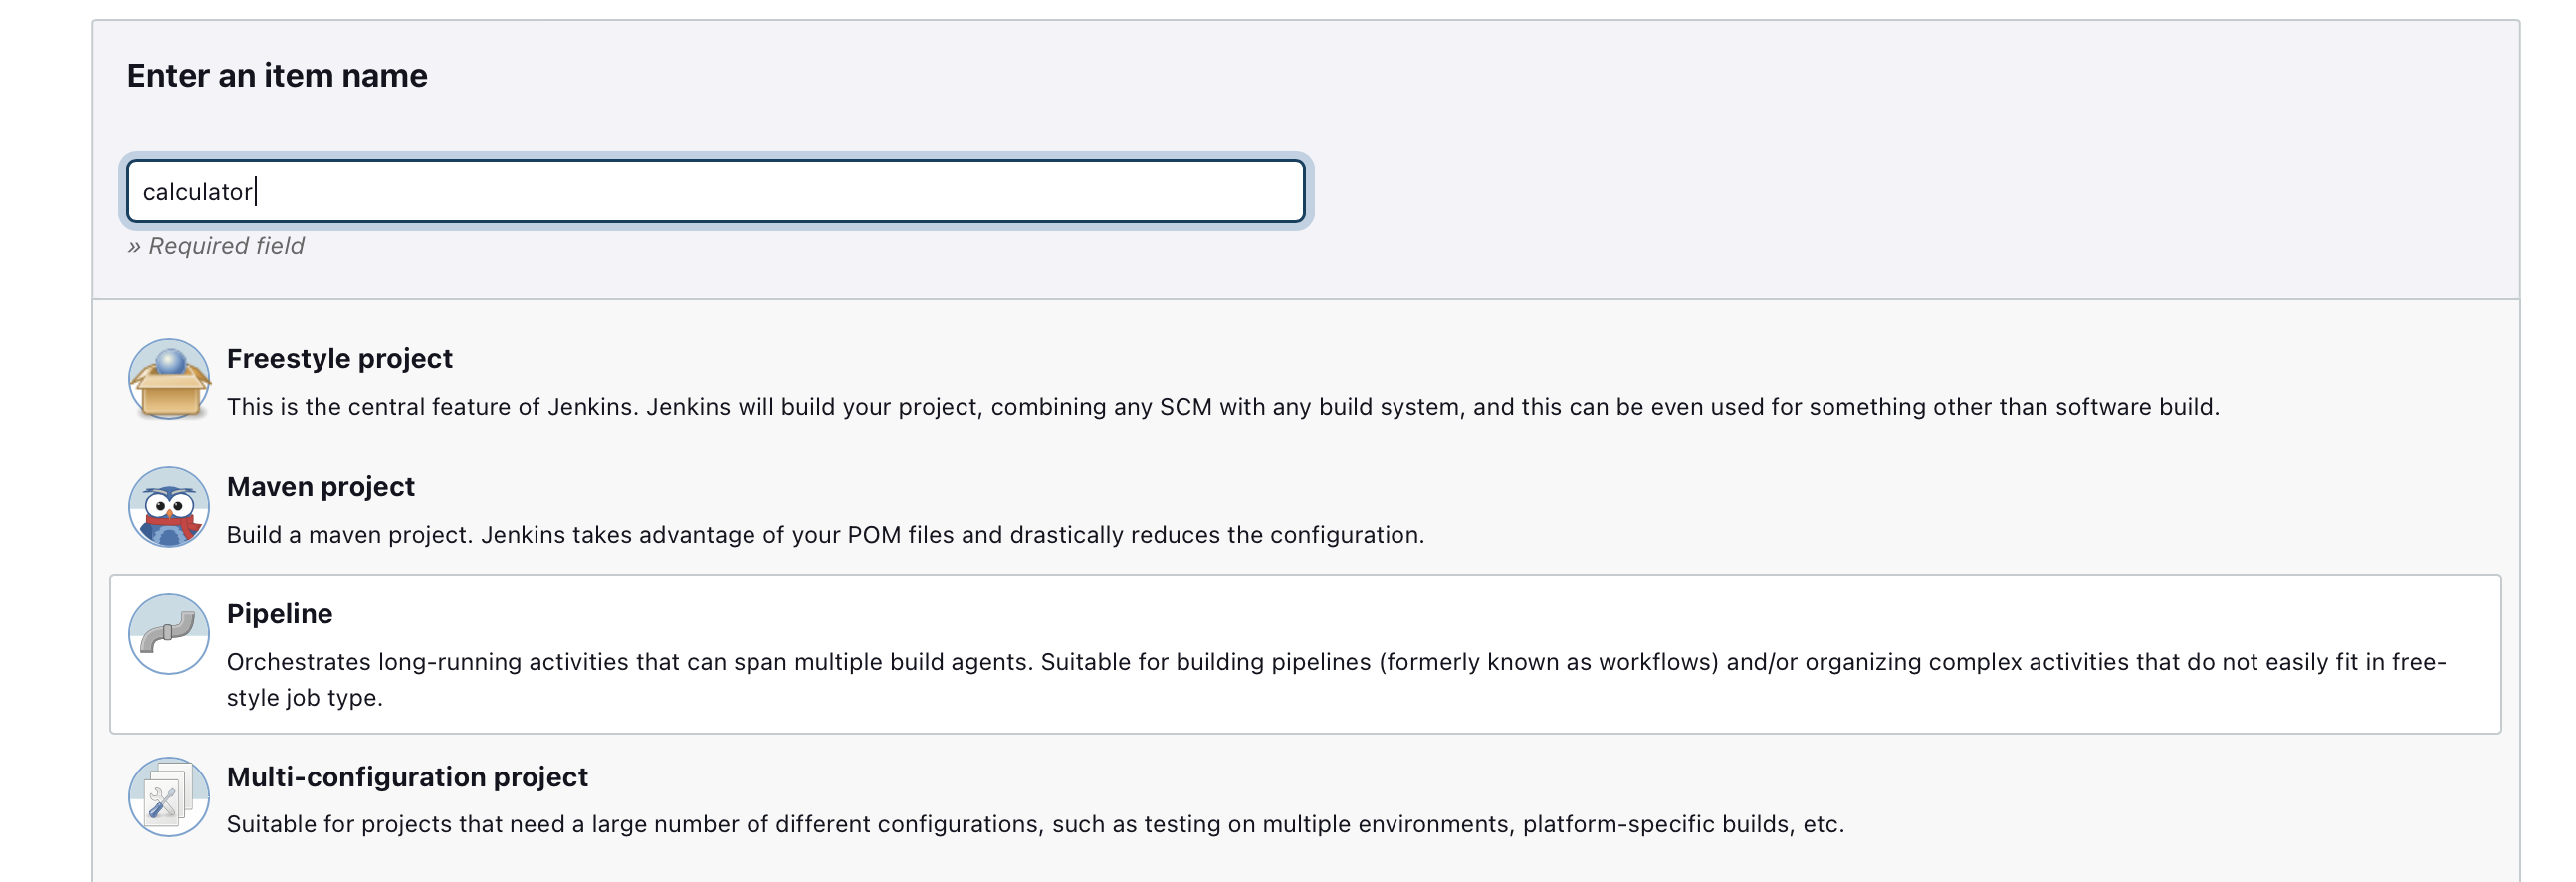 Enter an item name
calculator
» Required field
Freestyle project
This is the central feature of Jenkins. Jenkins will build your project, combining any SCM with any build system, and this can be even used for something other than software build.
Maven project
Build a maven project. Jenkins takes advantage of your POM files and drastically reduces the configuration.
Pipeline
Orchestrates long-running activities that can span multiple build agents. Suitable for building pipelines (formerly known as workflows) and/or organizing complex activities that do not easily fit in free-
style job type.
Multi-configuration project
Suitable for projects that need a large number of different configurations, such as testing on multiple environments, platform-specific builds, etc.